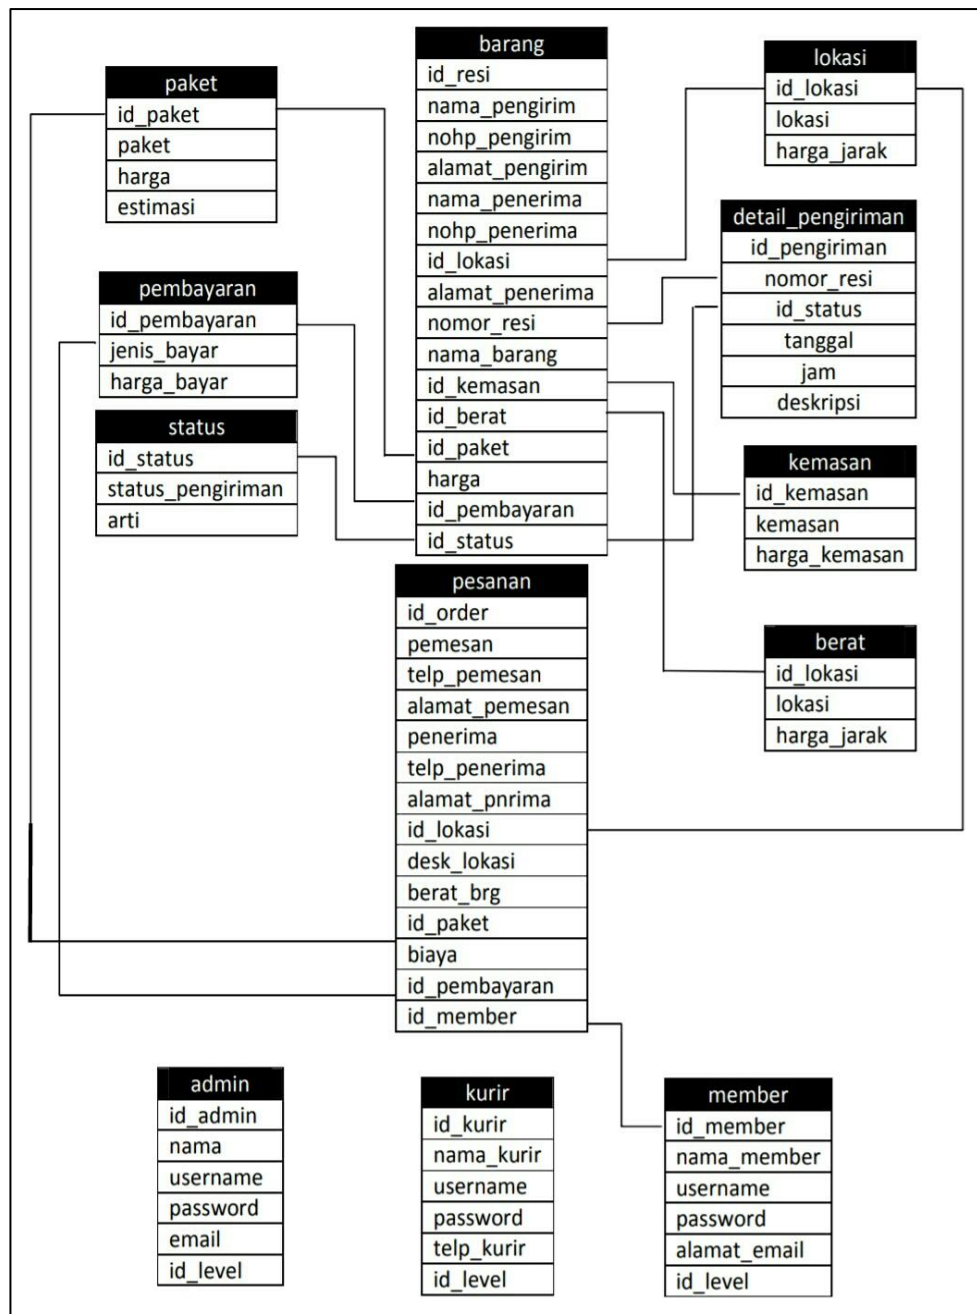 paket
id_paket
paket
harga
estimasi
pembayaran
id_pembayaran
jenis_bayar
harga_bayar
status
id_status
status_pengiriman
arti
barang
id_resi
nama_pengirim
nohp_pengirim
alamat_pengirim
nama_penerima
nohp_penerima
id_lokasi
alamat_penerima
nomor_resi
nama_barang
id_kemasan
id_berat
id_paket
harga
id_pembayaran
id_status
lokasi
id_lokasi
lokasi
harga_jarak
detail_pengiriman
id_pengiriman
nomor_resi
id_status
tanggal
jam
deskripsi
kemasan
id_kemasan
kemasan
harga_kemasan
berat
id_lokasi
lokasi
harga_jarak
pesanan
id_order
pemesan
telp_pemesan
alamat_pemesan
penerima
telp_penerima
alamat_pnrima
id_lokasi
desk_lokasi
berat_brg
id_paket
biaya
id_pembayaran
id_member
admin
id_admin
nama
username
password
email
id_level
kurir
id_kurir
nama_kurir
username
password
telp_kurir
id_level
member
id_member
nama_member
username
password
alamat_email
id_level